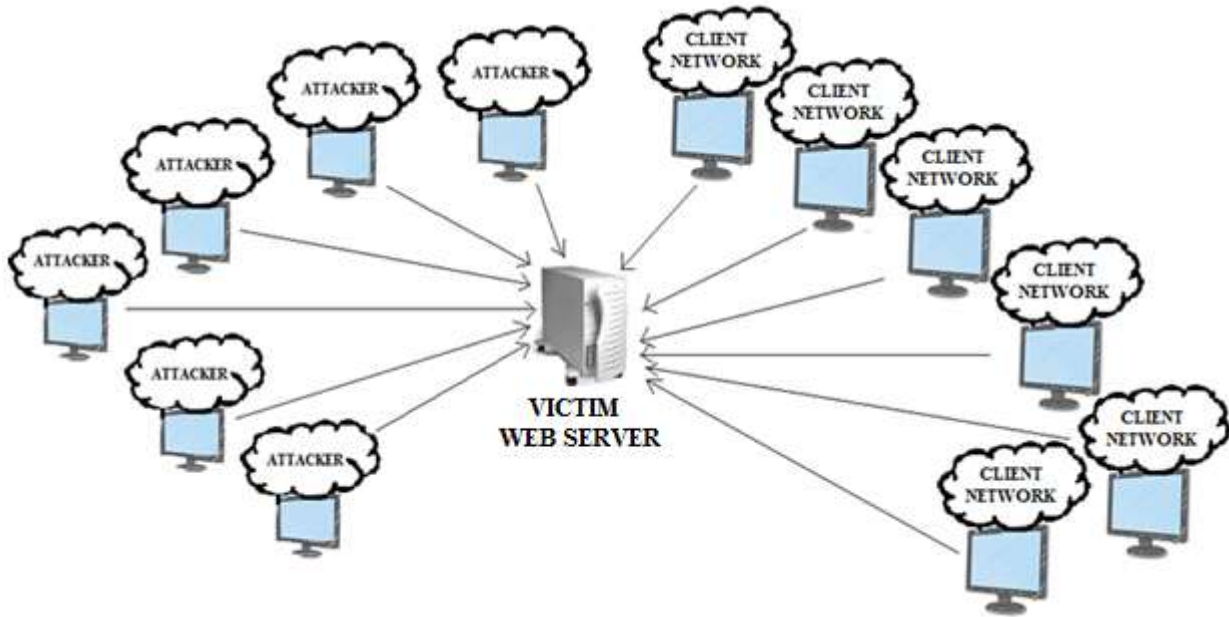 ATTACKER
ATTACKER
ATTACKER
ATTACKER
ATTACKER
ATTACKER
CLIENT
NETWORK
CLIENT
NETWORK
CLIENT
NETWORK
CLIENT
NETWORK
CLIENT
NETWORK
CLIENT
NETWORK
VICTIM
WEB SERVER